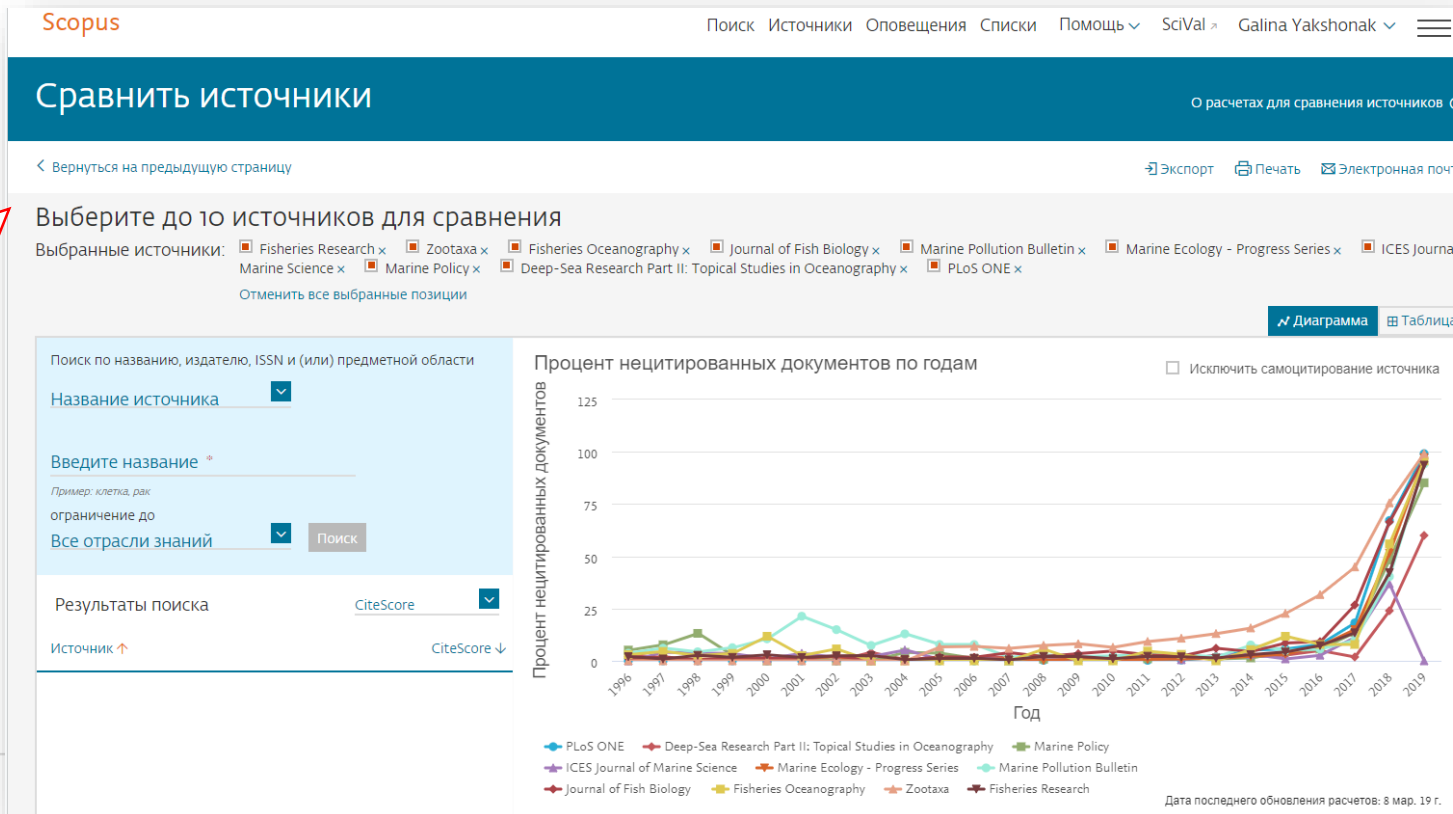 Scopus
Поиск Источники Оповещения Списки Помощь SciVal Galina Yakshonak
Сравнить источники
О расчетах для сравнения источников
Вернуться на предыдущую страницу
Экспорт Печать Электронная поч
Выберите до 10 источников для сравнения
Выбранные источники: Fisheries Research × Zootaxa × Fisheries Oceanography × Journal of Fish Biology × Marine Pollution Bulletin × Marine Ecology - Progress Series × ICES Journa
Marine Science × Marine Policy × Deep-Sea Research Part II: Topical Studies in Oceanography × PLoS ONE ×
Отменить все выбранные позиции
Диаграмма Таблица
Поиск по названию, издателю, ISSN и (или) предметной области
Название источника
Введите название *
Пример: клетка, рак
ограничение до
Все отрасли знаний
Поиск
Результаты поиска CiteScore
Источник ↑ CiteScore ↓
Процент нецитированных документов по годам
Исключить самоцитирование источника
Процент нецитированных документов
125
100
75
50
25
0
1996 1997 1998 1999 2000 2001 2002 2003 2004 2005 2006 2007 2008 2009 2010 2011 2012 2013 2014 2015 2016 2017 2018 2019
Год
PLoS ONE Deep-Sea Research Part II: Topical Studies in Oceanography Marine Policy
ICES Journal of Marine Science Marine Ecology - Progress Series Marine Pollution Bulletin
Journal of Fish Biology Fisheries Oceanography Zootaxa Fisheries Research
Дата последнего обновления расчетов: 8 мар. 19 г.